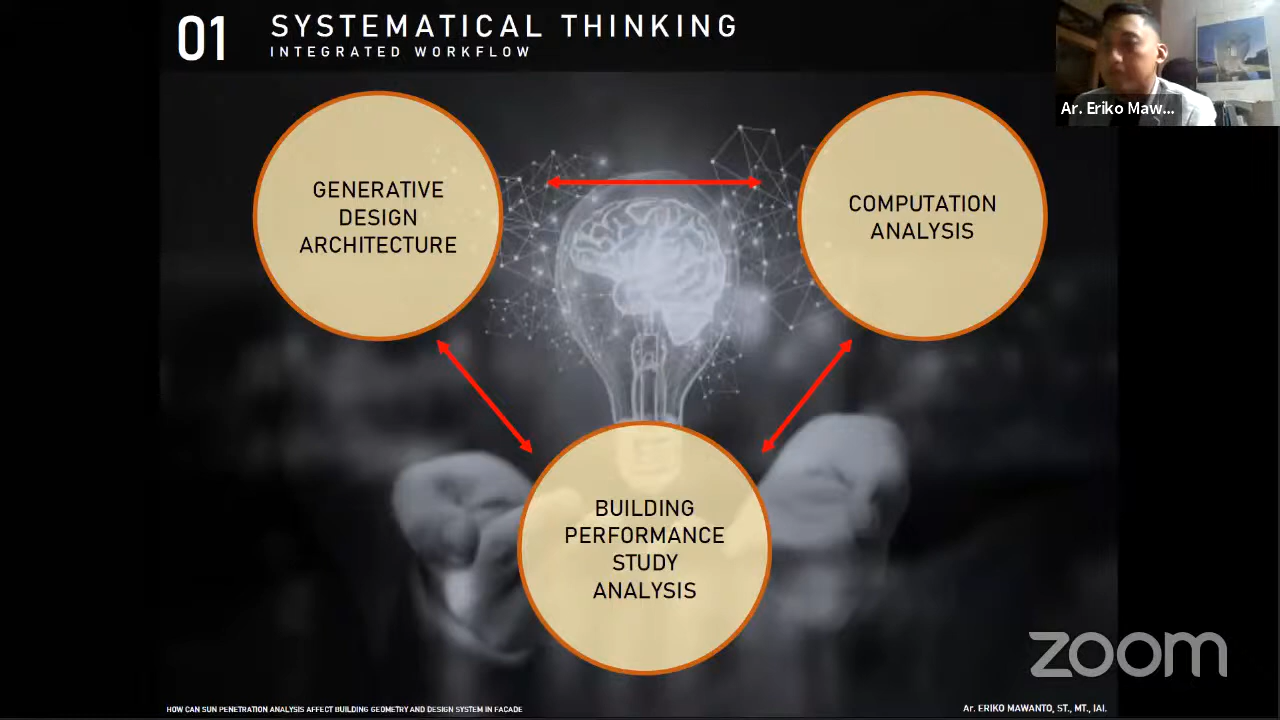 01
SYSTEMATICAL THINKING
INTEGRATED WORKFLOW
Ar. Eriko Maw...
GENERATIVE
DESIGN
ARCHITECTURE
COMPUTATION
ANALYSIS
BUILDING
PERFORMANCE
STUDY
ANALYSIS
zoom
HOW CAN SUN PENETRATION ANALYSIS AFFECT BUILDING GEOMETRY AND DESIGN SYSTEM IN FACADE
Ar. ERIKO MAWANTO, ST., MT., IAI.